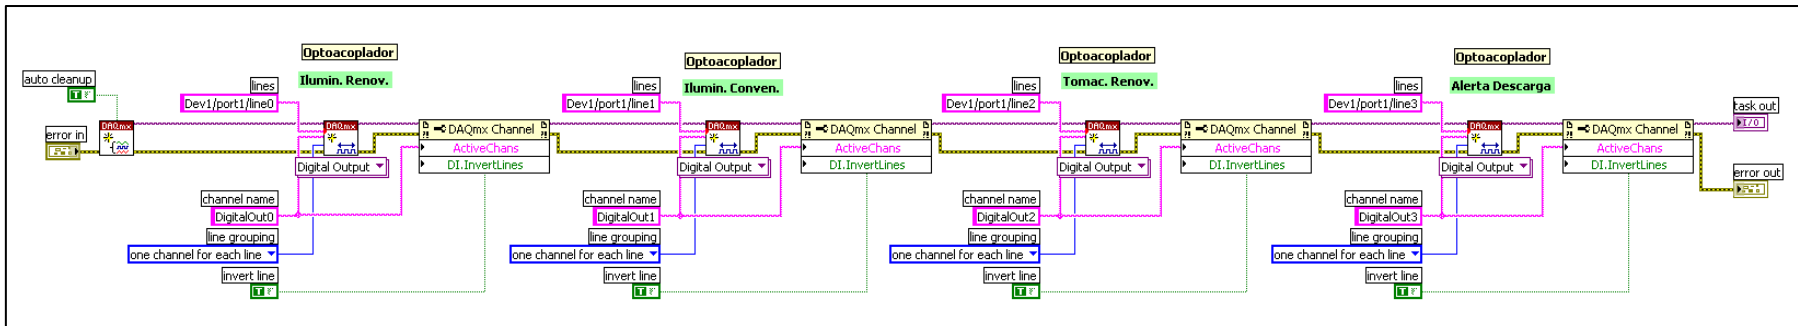 auto cleanup
T F
error in
DAQmx
Optoacoplador
Ilumin. Renov.
lines
Dev1/port1/line0
DAQmx
Digital Output
DAQmx Channel
ActiveChans
DI.InvertLines
channel name
DigitalOut0
line grouping
one channel for each line
invert line
T F
Optoacoplador
Ilumin. Conven.
lines
Dev1/port1/line1
DAQmx
Digital Output
DAQmx Channel
ActiveChans
DI.InvertLines
channel name
DigitalOut1
line grouping
one channel for each line
invert line
T F
Optoacoplador
Tomac. Renov.
lines
Dev1/port1/line2
DAQmx
Digital Output
DAQmx Channel
ActiveChans
DI.InvertLines
channel name
DigitalOut2
line grouping
one channel for each line
invert line
T F
Optoacoplador
Alerta Descarga
lines
Dev1/port1/line3
DAQmx
Digital Output
DAQmx Channel
ActiveChans
DI.InvertLines
channel name
DigitalOut3
line grouping
one channel for each line
invert line
T F
task out
I/O
error out